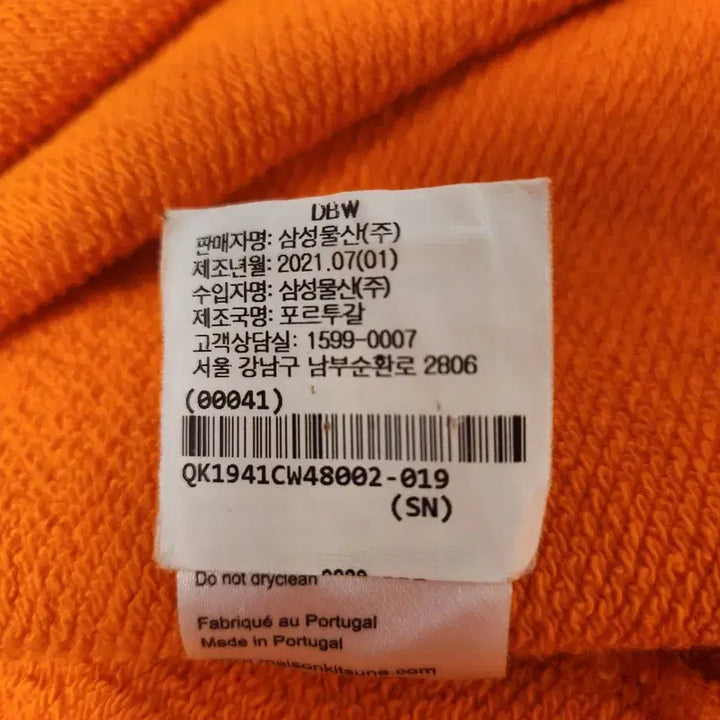 DBW
판매자명: 삼성물산(주)
제조년월: 2021.07(01)
수입자명: 삼성물산(주)
제조국명: 포르투갈
고객상담실: 1599-0007
서울 강남구 남부순환로 2806
(00041)
QK1941CW48002-019
(SN)
Do not dryclean
Fabriqué au Portugal
Made in Portugal
www.maisonkitsune.com